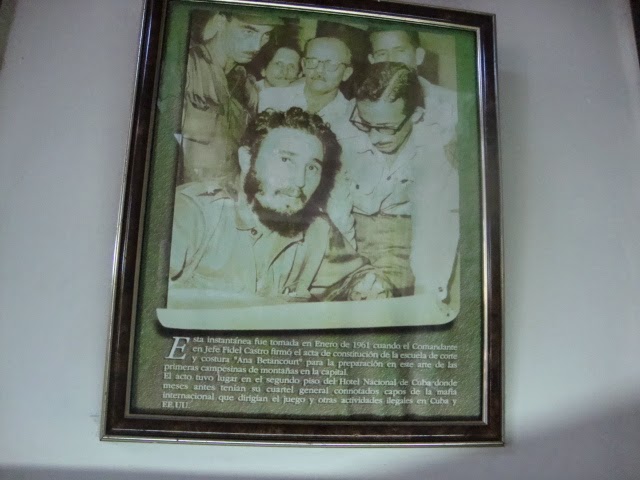 Esta instantánea fue tomada en Enero de 1961 cuando el Comandante
en Jefe Fidel Castro firmó el acta de constitución de la escuela de corte
y costura "Ana Betancourt" para la preparación en este arte de las
primeras campesinas de montañas en la capital.
El acto tuvo lugar en el segundo piso del Hotel Nacional de Cuba donde
meses antes tenían su cuartel general connotados capos de la mafia
internacional que dirigían el juego y otras actividades ilegales en Cuba y
EE.UU.